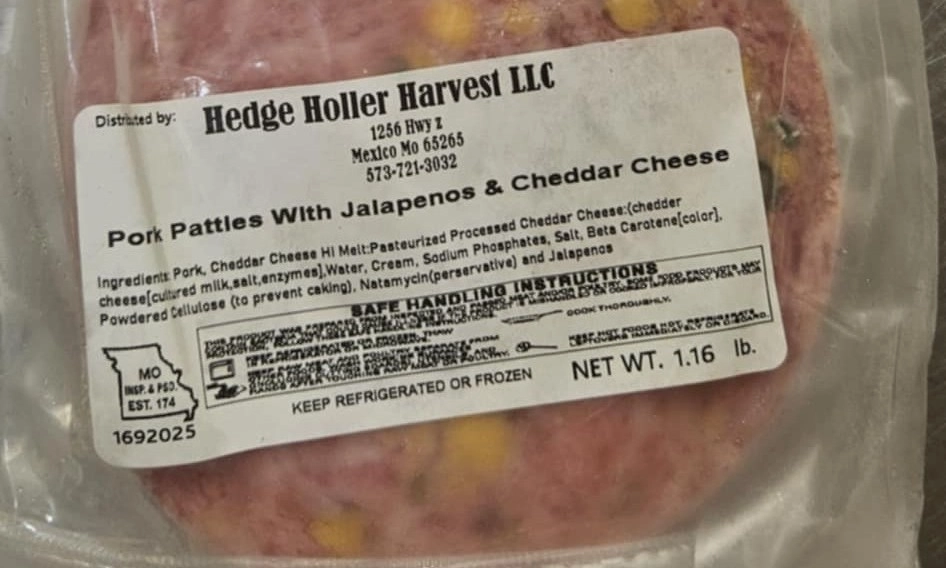 Distributed by: Hedge Holler Harvest LLC
1256 Hwy Z
Mexico Mo 65265
573-721-3032
Pork Patties With Jalapenos & Cheddar Cheese
Ingredients: Pork, Cheddar Cheese Hi Melt:Pasteurized Processed Cheddar Cheese:(chedder
cheese[cultured milk,salt,enzymes],Water, Cream, Sodium Phosphates, Salt, Beta Carotene[color],
Powdered Cellulose (to prevent caking), Natamycin(perservative) and Jalapenos
SAFE HANDLING INSTRUCTIONS
COOK THOROUGHLY.
MO
INSP. & PSD.
EST. 174
1692025
KEEP REFRIGERATED OR FROZEN
NET WT. 1.16 lb.